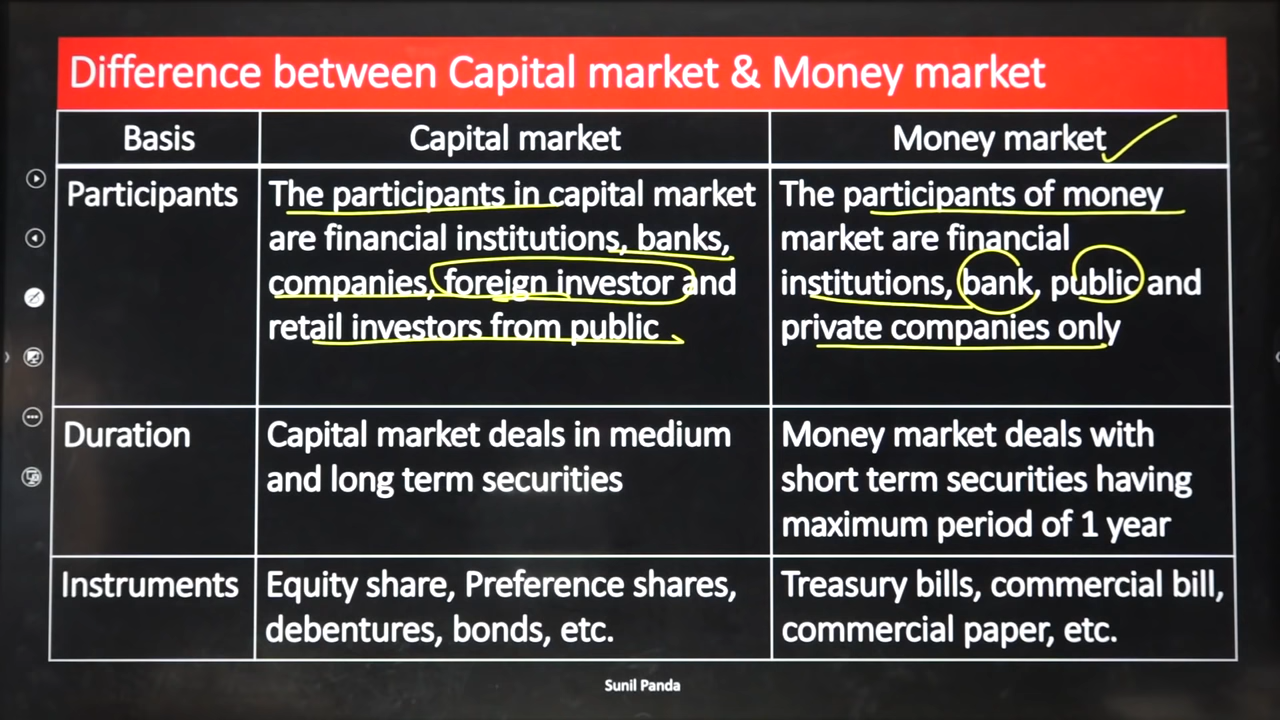 Difference between Capital market & Money market
Basis
Capital market
Money market
Participants
The participants in capital market
are financial institutions, banks,
companies, foreign investor and
retail investors from public
The participants of money
market are financial
institutions, bank, public and
private companies only
Duration
Capital market deals in medium
and long term securities
Money market deals with
short term securities having
maximum period of 1 year
Instruments
Equity share, Preference shares,
debentures, bonds, etc.
Treasury bills, commercial bill,
commercial paper, etc.
Sunil Panda